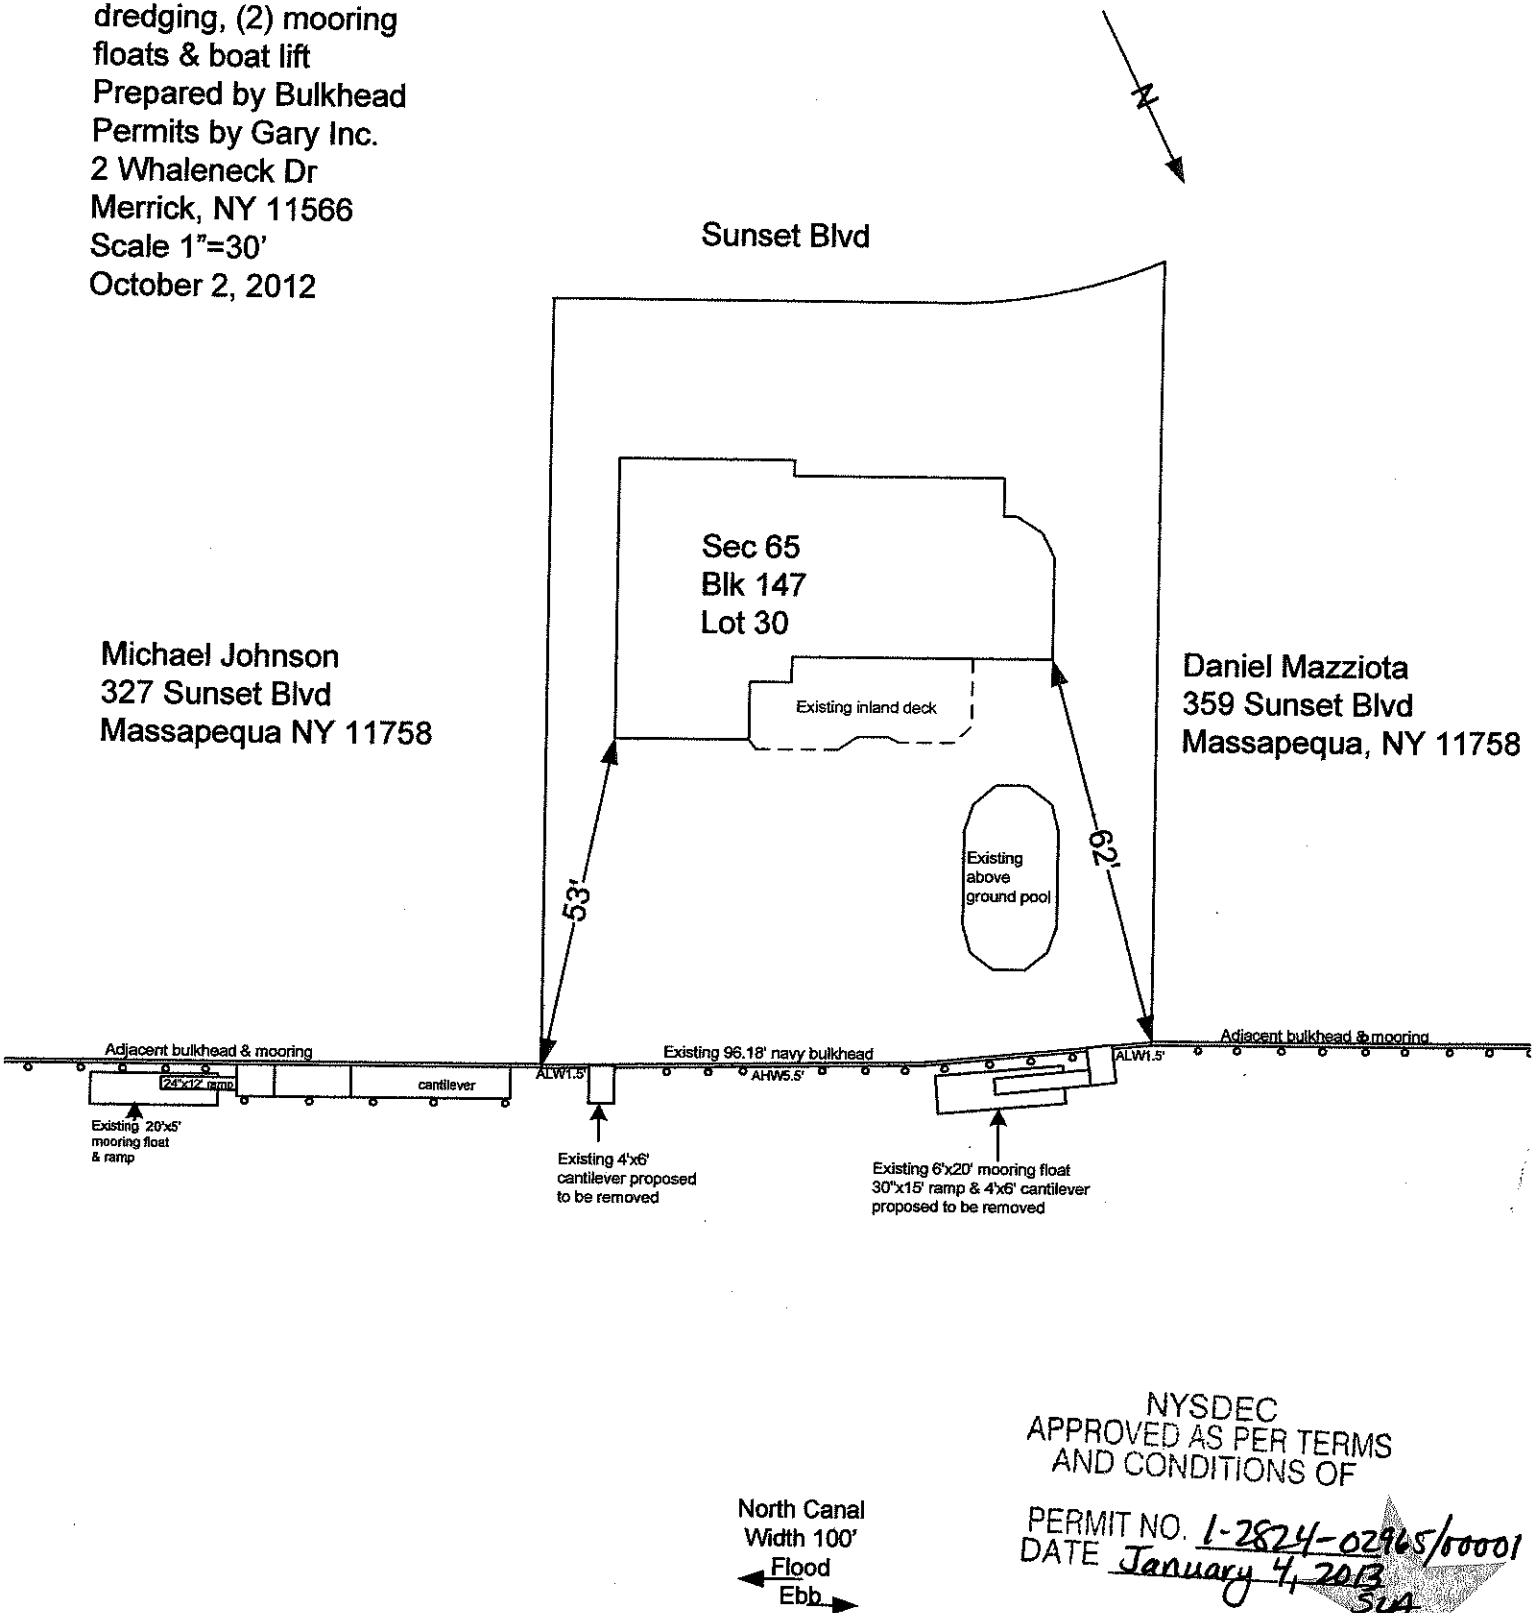 dredging, (2) mooring
floats & boat lift
Prepared by Bulkhead
Permits by Gary Inc.
2 Whaleneck Dr
Merrick, NY 11566
Scale 1"=30'
October 2, 2012
N
Sunset Blvd
Sec 65
Blk 147
Lot 30
Michael Johnson
327 Sunset Blvd
Massapequa NY 11758
Daniel Mazziota
359 Sunset Blvd
Massapequa, NY 11758
Existing inland deck
Existing
above
ground pool
53'
62'
Adjacent bulkhead & mooring
Existing 96.18' navy bulkhead
Adjacent bulkhead & mooring
24"x12' ramp
cantilever
ALW1.5'
AHW5.5'
ALW1.5'
Existing 20'x5'
mooring float
& ramp
Existing 4'x6'
cantilever proposed
to be removed
Existing 6'x20' mooring float
30"x15' ramp & 4'x6' cantilever
proposed to be removed
NYSDEC
APPROVED AS PER TERMS
AND CONDITIONS OF
PERMIT NO. 1-2824-02965/00001
DATE January 4, 2013
SLA
North Canal
Width 100'
Flood
Ebb